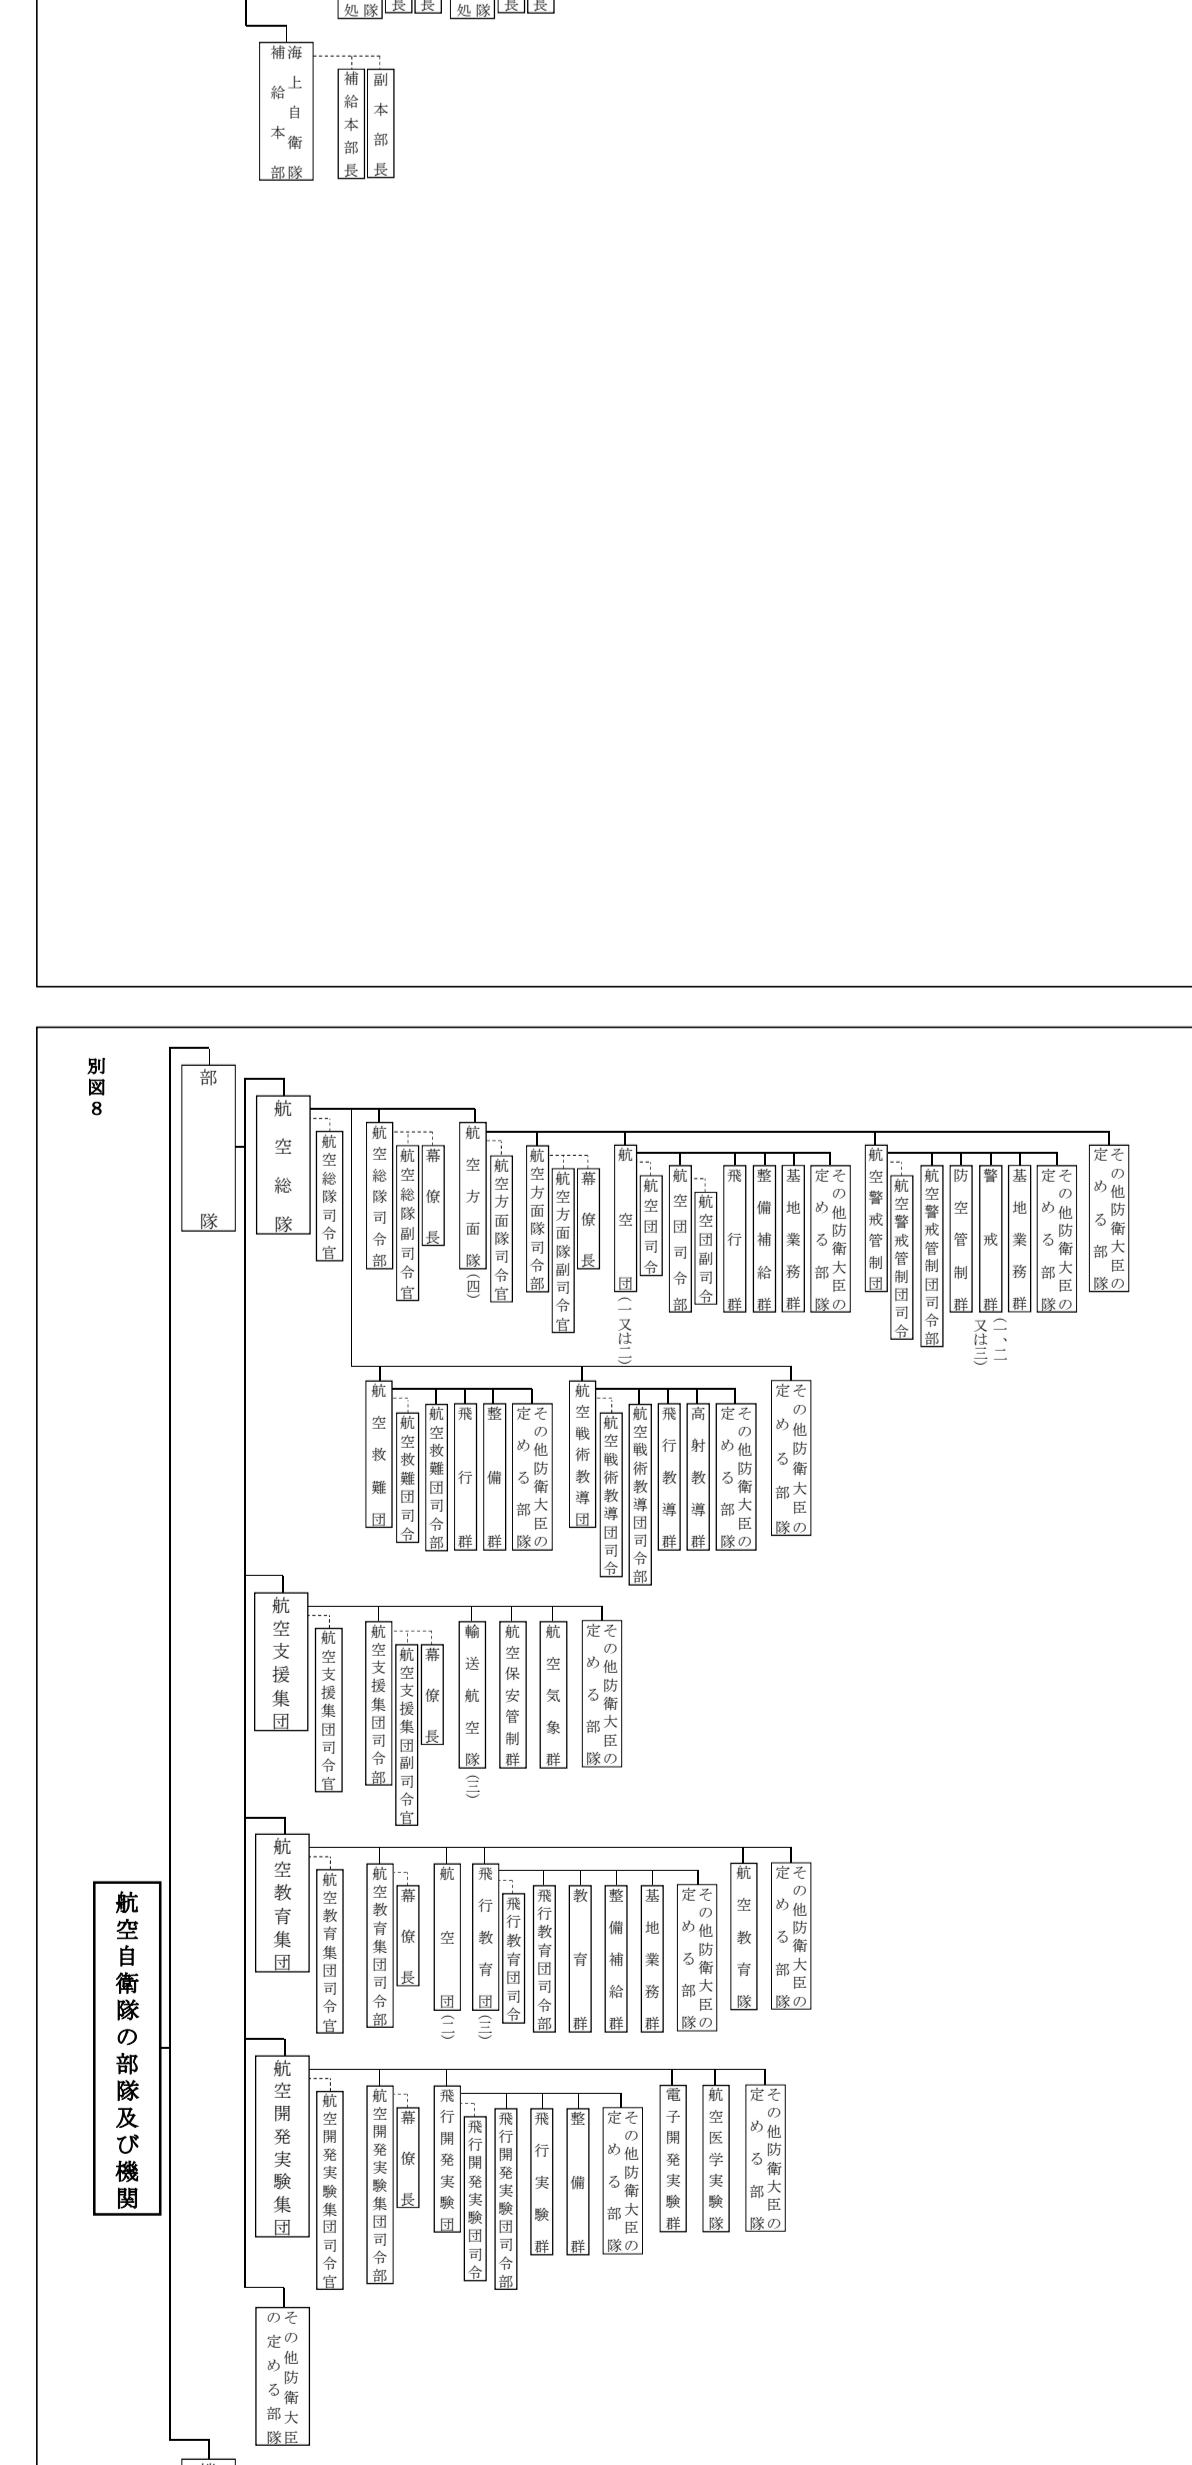 処隊
長
長
処隊
長
長
海上自衛隊
補給本部
補給本部長
副本部長
別図８
航空自衛隊の部隊及び機関
部隊
航空総隊
航空総隊司令官
航空総隊司令部
航空総隊副司令官
幕僚長
航空方面隊（四）
航空方面隊司令官
航空方面隊司令部
航空方面隊副司令官
幕僚長
航空団（一又は二）
航空団司令
航空団司令部
航空団副司令
飛行群
整備補給群
基地業務群
その他防衛大臣の
定める部隊
航空警戒管制団
航空警戒管制団司令
航空警戒管制団司令部
防空管制群
警戒群
（一、二
又は三）
基地業務群
その他防衛大臣の
定める部隊
その他防衛大臣の
定める部隊
航空救難団
航空救難団司令
航空救難団司令部
飛行群
整備群
その他防衛大臣の
定める部隊
航空戦術教導団
航空戦術教導団司令
航空戦術教導団司令部
飛行教導群
高射教導群
その他防衛大臣の
定める部隊
その他防衛大臣の
定める部隊
航空支援集団
航空支援集団司令官
航空支援集団司令部
航空支援集団副司令官
幕僚長
輸送航空隊（三）
航空保安管制群
航空気象群
その他防衛大臣の
定める部隊
航空教育集団
航空教育集団司令官
航空教育集団司令部
幕僚長
航空団（二）
飛行教育団（三）
飛行教育団司令
飛行教育団司令部
教育群
整備補給群
基地業務群
その他防衛大臣の
定める部隊
航空教育隊
その他防衛大臣の
定める部隊
航空開発実験集団
航空開発実験集団司令官
航空開発実験集団司令部
幕僚長
飛行開発実験団
飛行開発実験団司令
飛行開発実験団司令部
飛行実験群
整備群
その他防衛大臣の
定める部隊
電子開発実験群
航空医学実験隊
その他防衛大臣の
定める部隊
その他防衛大臣
の定める部隊